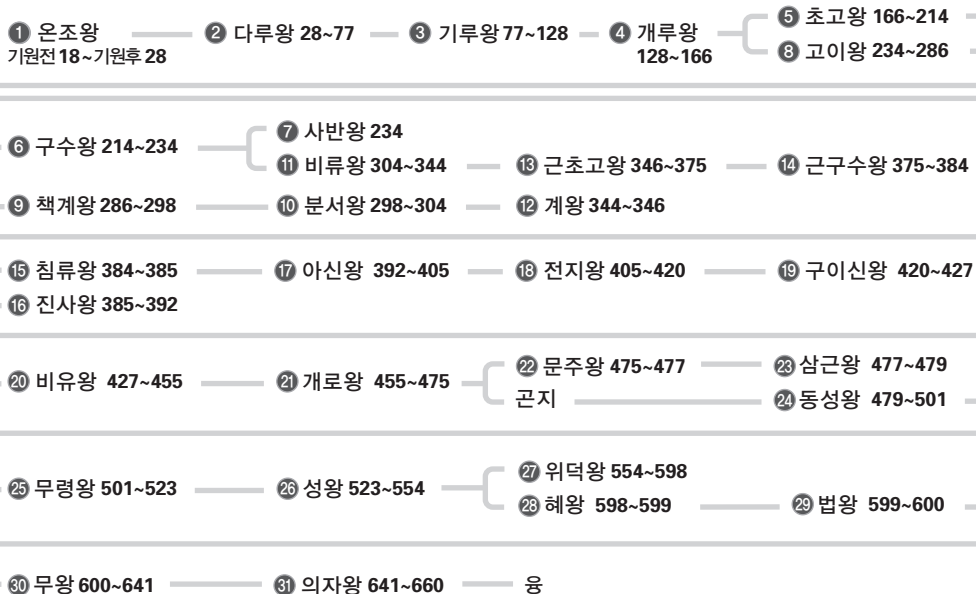 ❶ 온조왕 ❷ 다루왕 28~77 ❸ 기루왕 77~128 ❹ 개루왕 ❺ 초고왕 166~214
기원전 18~기원후 28 128~166 ❽ 고이왕 234~286
❻ 구수왕 214~234 ❼ 사반왕 234
⓫ 비류왕 304~344 ⓭ 근초고왕 346~375 ⓮ 근구수왕 375~384
❾ 책계왕 286~298 ❿ 분서왕 298~304 ⓬ 계왕 344~346
⓯ 침류왕 384~385 ⓱ 아신왕 392~405 ⓲ 전지왕 405~420 ⓳ 구이신왕 420~427
⓰ 진사왕 385~392
⓴ 비유왕 427~455 ㉑ 개로왕 455~475 ㉒ 문주왕 475~477 ㉓ 삼근왕 477~479
곤지 ㉔ 동성왕 479~501
㉕ 무령왕 501~523 ㉖ 성왕 523~554 ㉗ 위덕왕 554~598
㉘ 혜왕 598~599 ㉙ 법왕 599~600
㉚ 무왕 600~641 ㉛ 의자왕 641~660 융